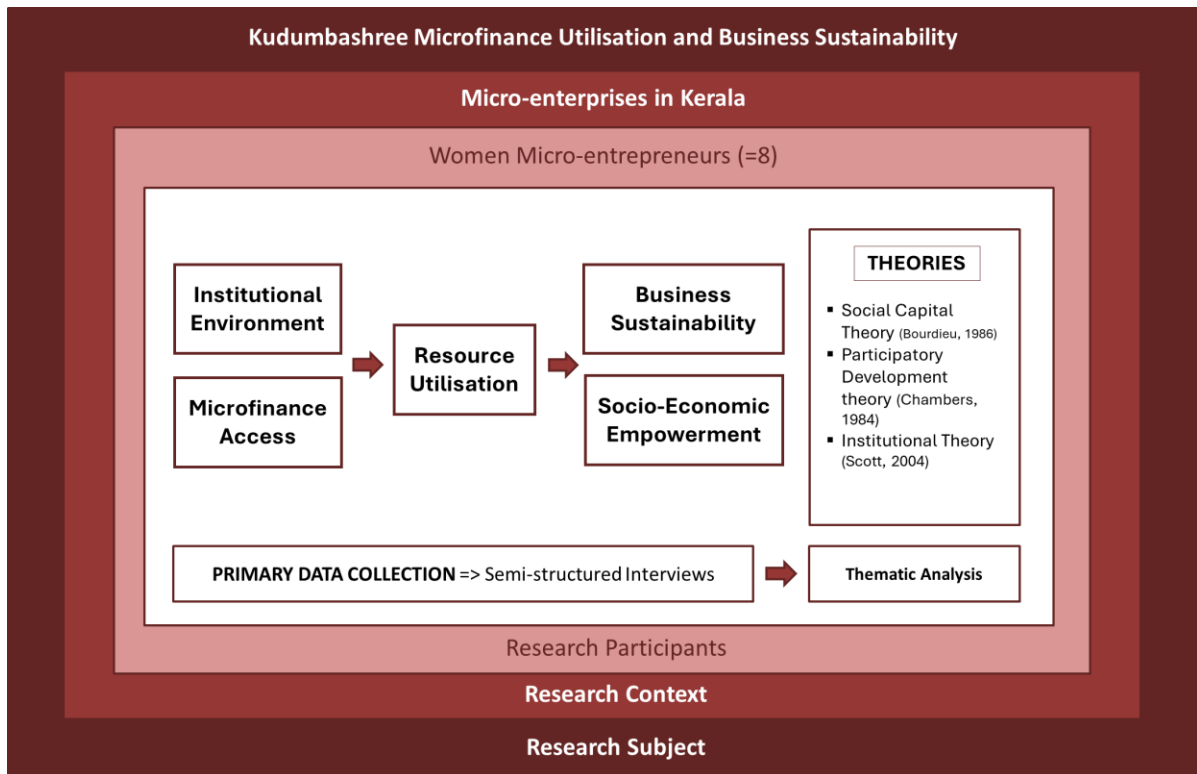 Kudumbashree Microfinance Utilisation and Business Sustainability
Micro-enterprises in Kerala
Women Micro-entrepreneurs (=8)
Institutional
Environment
Microfinance
Access
Resource
Utilisation
Business
Sustainability
Socio-Economic
Empowerment
THEORIES
▪ Social Capital
Theory (Bourdieu, 1986)
▪ Participatory
Development
theory (Chambers,
1984)
▪ Institutional Theory
(Scott, 2004)
PRIMARY DATA COLLECTION => Semi-structured Interviews
Thematic Analysis
Research Participants
Research Context
Research Subject